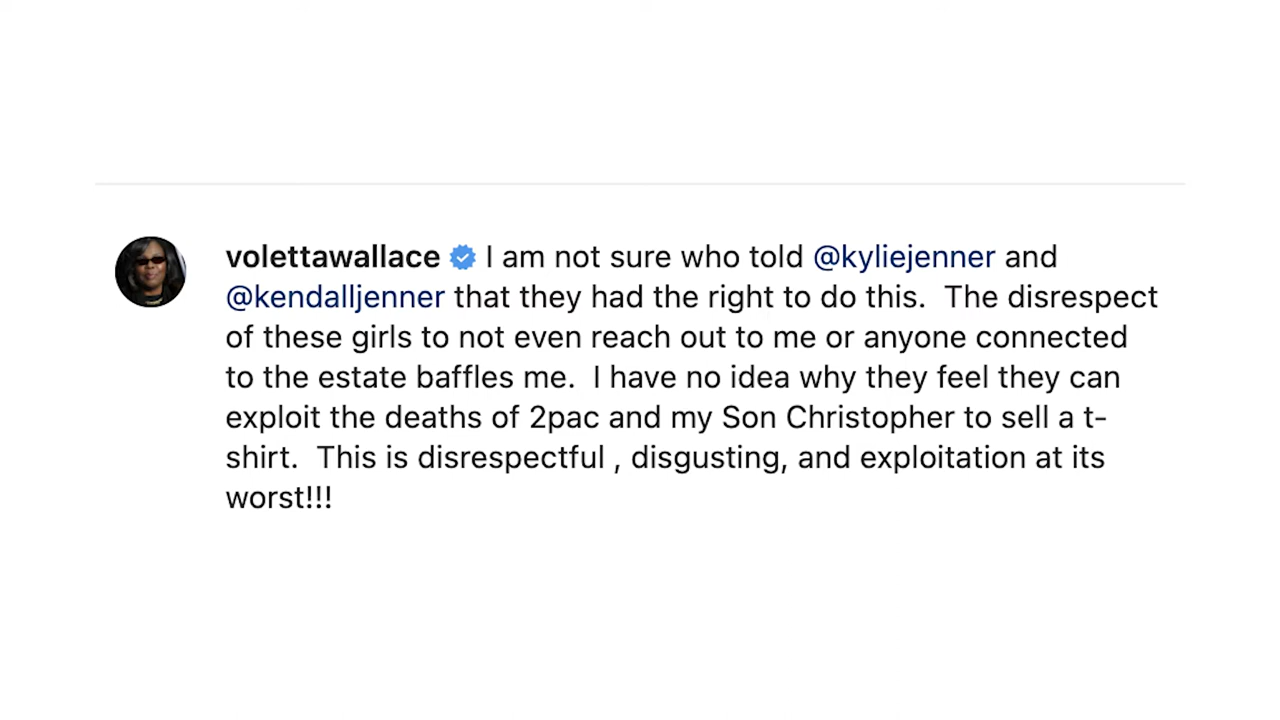 volettawallace I am not sure who told @kyliejenner and
@kendalljenner that they had the right to do this.  The disrespect
of these girls to not even reach out to me or anyone connected
to the estate baffles me.  I have no idea why they feel they can
exploit the deaths of 2pac and my Son Christopher to sell a t-
shirt.  This is disrespectful , disgusting, and exploitation at its
worst!!!